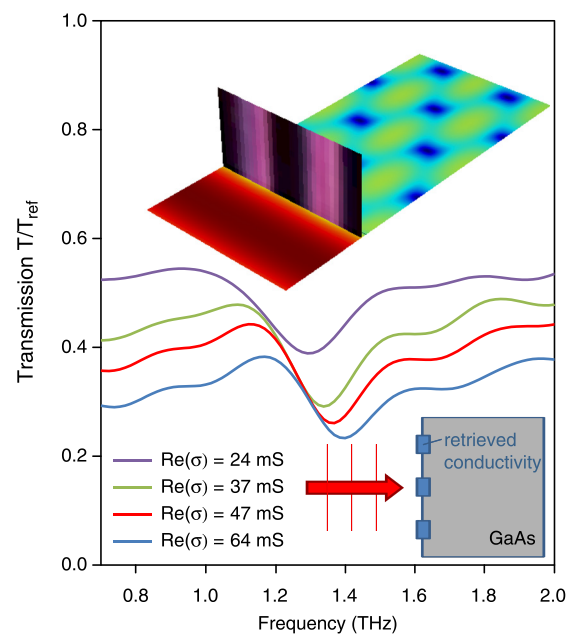 1.0
0.8
0.6
0.4
0.2
0.0
Transmission T/Tref
Re(σ) = 24 mS
Re(σ) = 37 mS
Re(σ) = 47 mS
Re(σ) = 64 mS
retrieved
conductivity
GaAs
0.8 1.0 1.2 1.4 1.6 1.8 2.0
Frequency (THz)